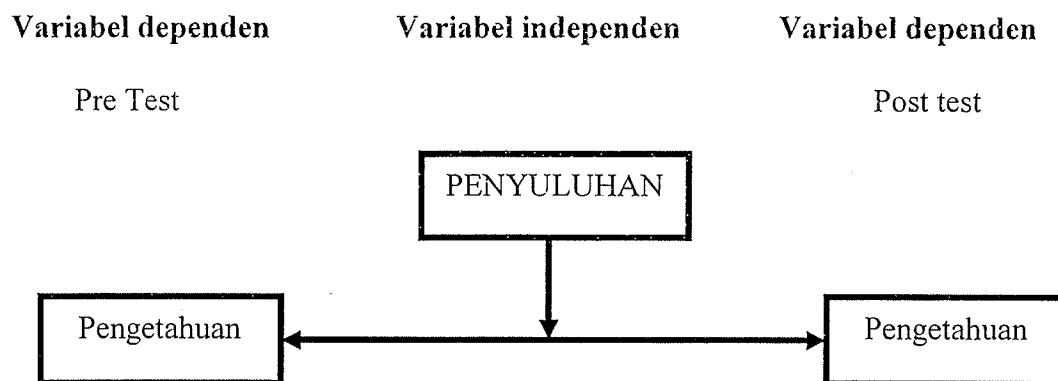 Variabel dependen Variabel independen Variabel dependen
Pre Test Post test
PENYULUHAN
Pengetahuan Pengetahuan